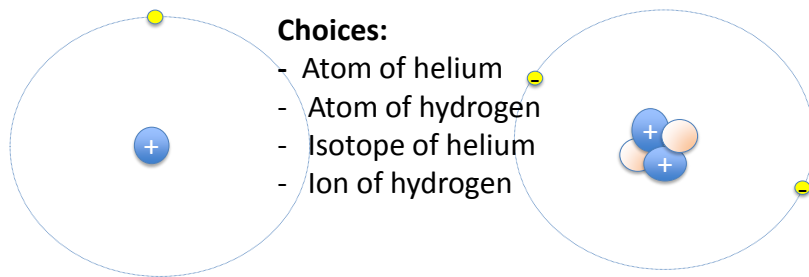 Choices:
- Atom of helium
- Atom of hydrogen
- Isotope of helium
- Ion of hydrogen
+
+
+
-
-